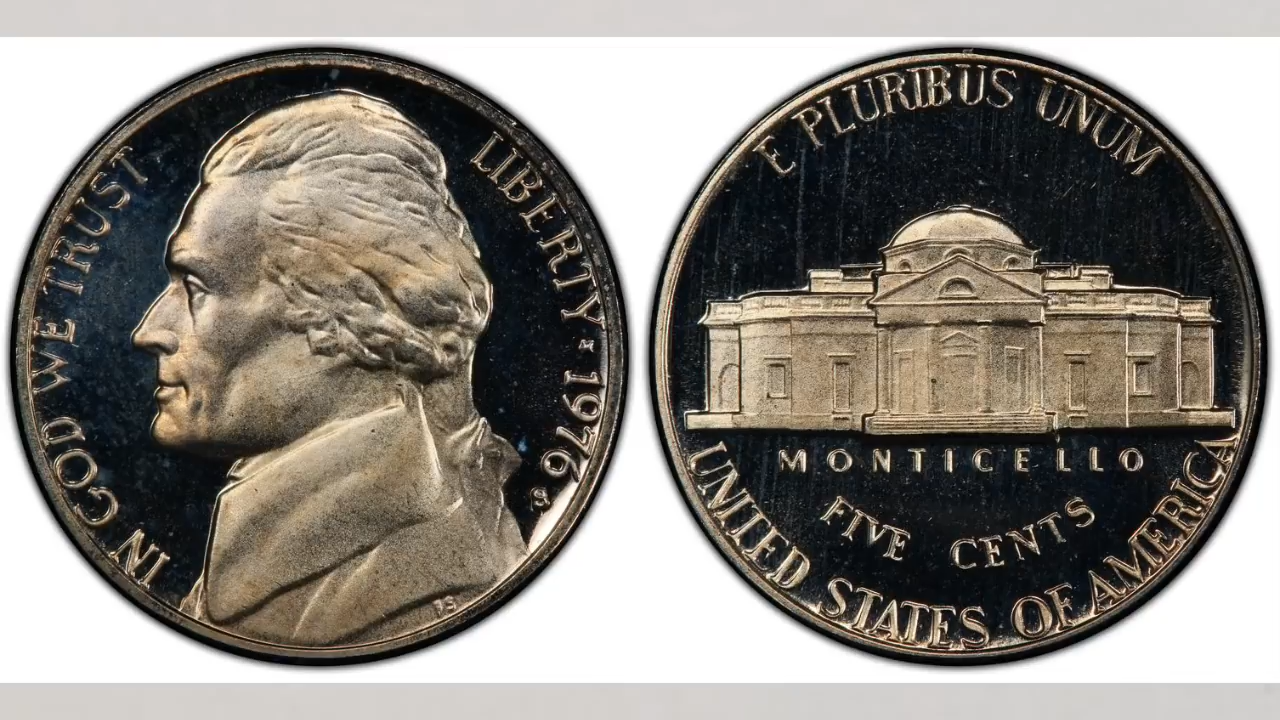 IN GOD WE TRUST
LIBERTY ★ 1976
S
FS
E PLURIBUS UNUM
MONTICELLO
FIVE CENTS
UNITED STATES OF AMERICA